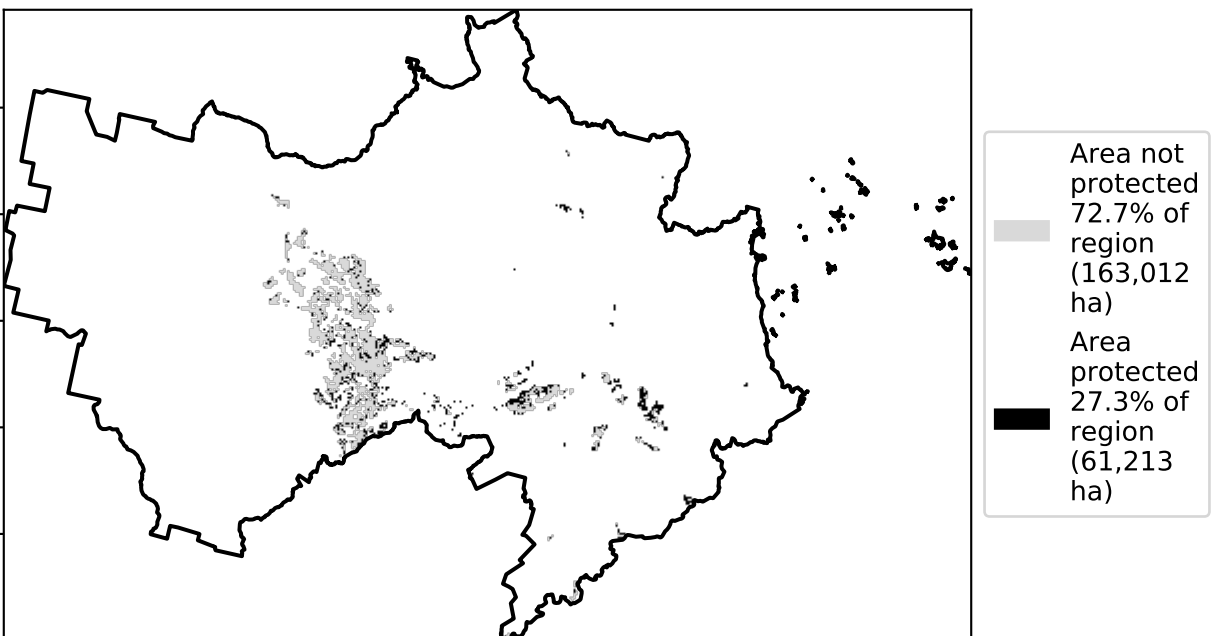 Area not
protected
72.7% of
region
(163,012
ha)
Area
protected
27.3% of
region
(61,213
ha)